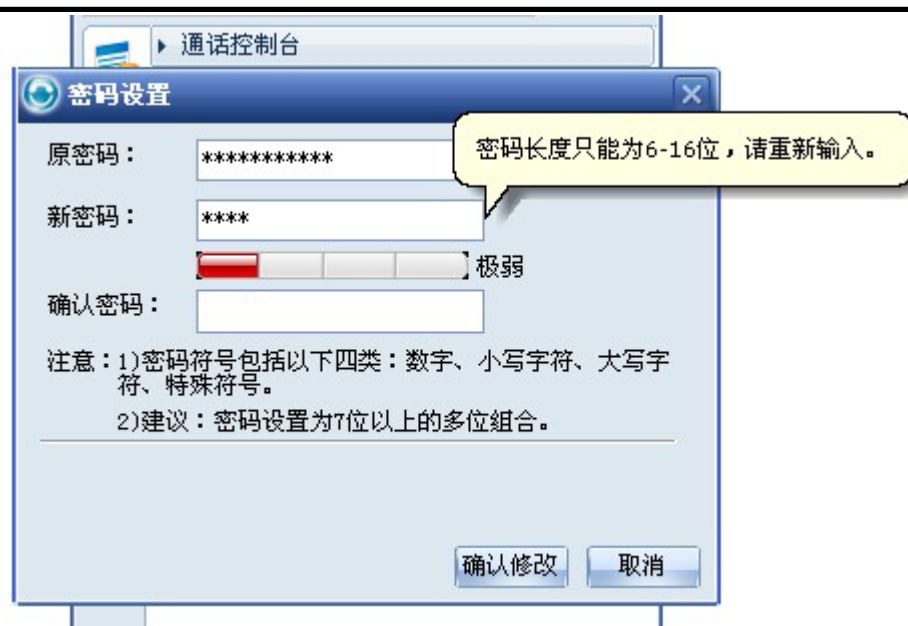 通话控制台
密码设置
密码长度只能为6-16位，请重新输入。
原密码： ***********
新密码： ****
极弱
确认密码：
注意：1)密码符号包括以下四类：数字、小写字符、大写字
符、特殊符号。
2)建议：密码设置为7位以上的多位组合。
确认修改 取消